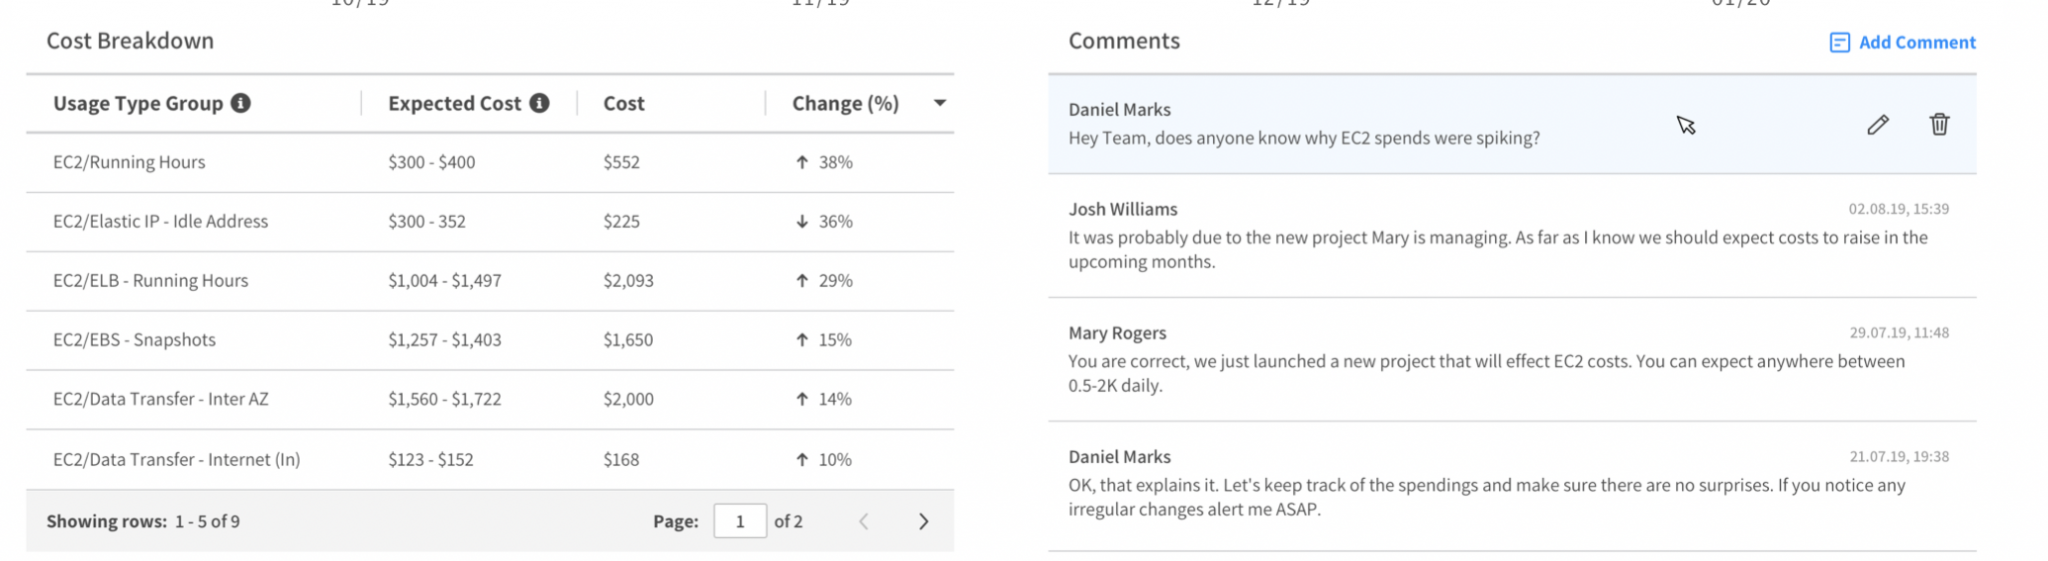 10/19 11/19 12/19 01/20
Cost Breakdown
Usage Type Group Expected Cost Cost Change (%)
EC2/Running Hours $300 - $400 $552 ↑ 38%
EC2/Elastic IP - Idle Address $300 - 352 $225 ↓ 36%
EC2/ELB - Running Hours $1,004 - $1,497 $2,093 ↑ 29%
EC2/EBS - Snapshots $1,257 - $1,403 $1,650 ↑ 15%
EC2/Data Transfer - Inter AZ $1,560 - $1,722 $2,000 ↑ 14%
EC2/Data Transfer - Internet (In) $123 - $152 $168 ↑ 10%
Showing rows: 1 - 5 of 9 Page: 1 of 2
Comments Add Comment
Daniel Marks
Hey Team, does anyone know why EC2 spends were spiking?
Josh Williams 02.08.19, 15:39
It was probably due to the new project Mary is managing. As far as I know we should expect costs to raise in the
upcoming months.
Mary Rogers 29.07.19, 11:48
You are correct, we just launched a new project that will effect EC2 costs. You can expect anywhere between
0.5-2K daily.
Daniel Marks 21.07.19, 19:38
OK, that explains it. Let's keep track of the spendings and make sure there are no surprises. If you notice any
irregular changes alert me ASAP.